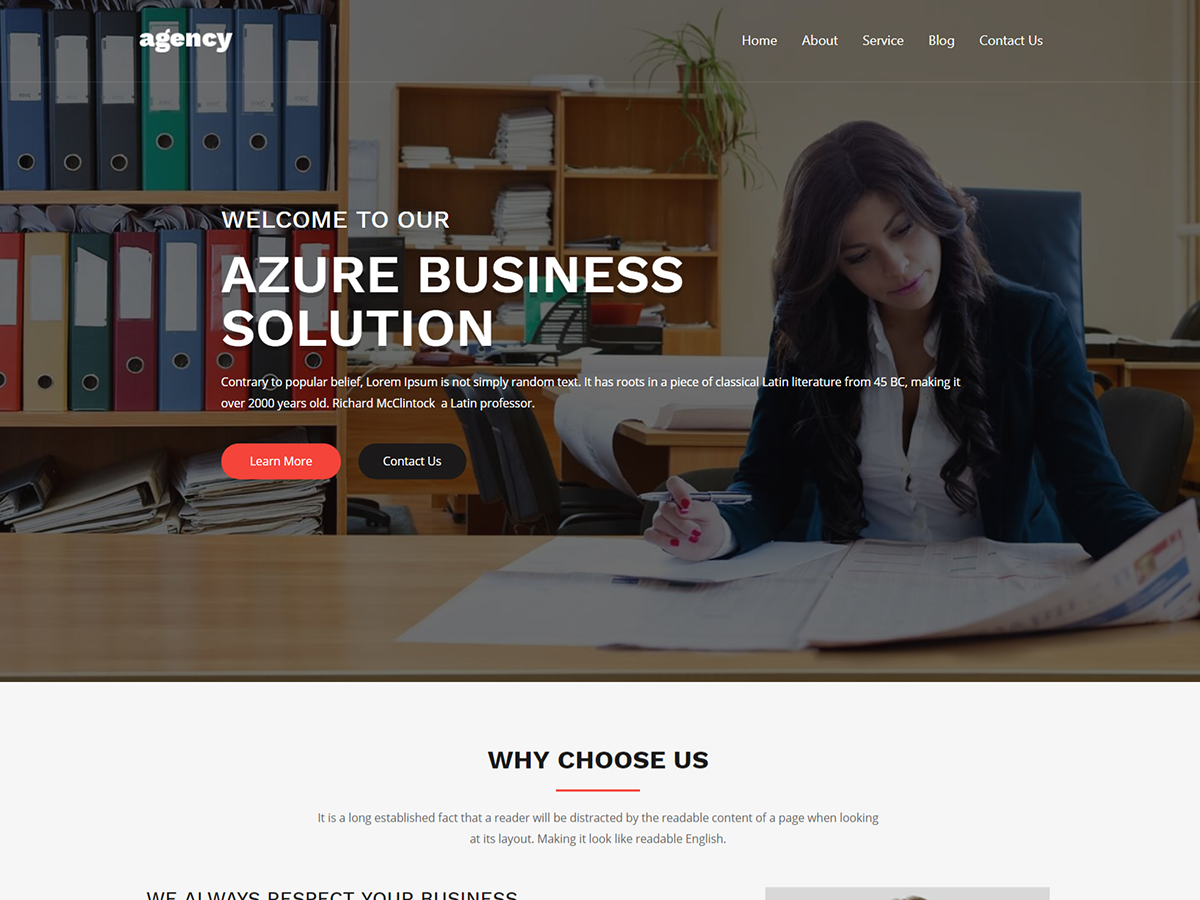 agency
Home About Service Blog Contact Us
WELCOME TO OUR
AZURE BUSINESS
SOLUTION
Contrary to popular belief, Lorem Ipsum is not simply random text. It has roots in a piece of classical Latin literature from 45 BC, making it
over 2000 years old. Richard McClintock a Latin professor.
Learn More Contact Us
WHY CHOOSE US
It is a long established fact that a reader will be distracted by the readable content of a page when looking
at its layout. Making it look like readable English.
WE ALWAYS RESPECT YOUR BUSINESS